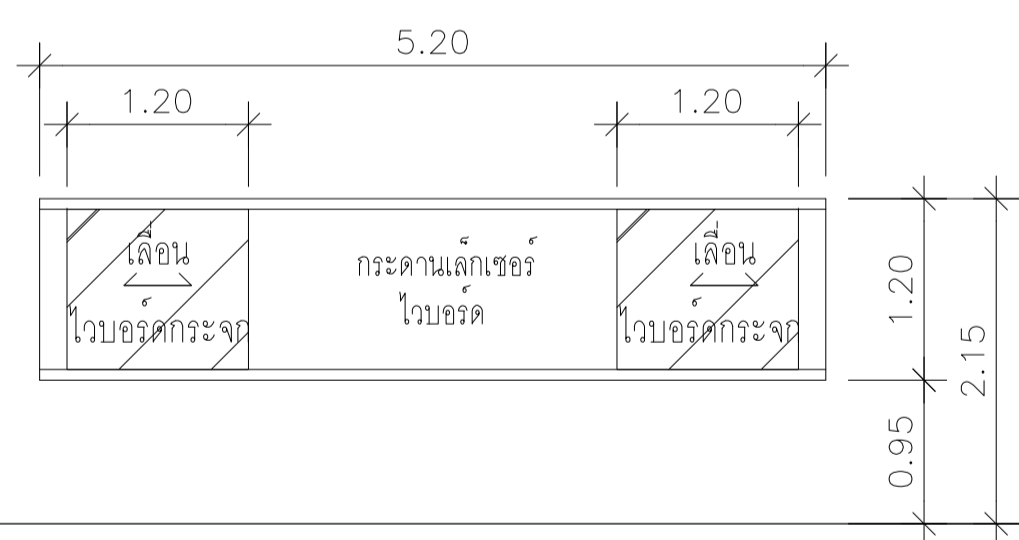 5.20
1.20
1.20
เลื่อน
ไวบอร์ดกระจก
กระดานเล็กเชอร์
ไวบอร์ด
เลื่อน
ไวบอร์ดกระจก
1.20
2.15
0.95